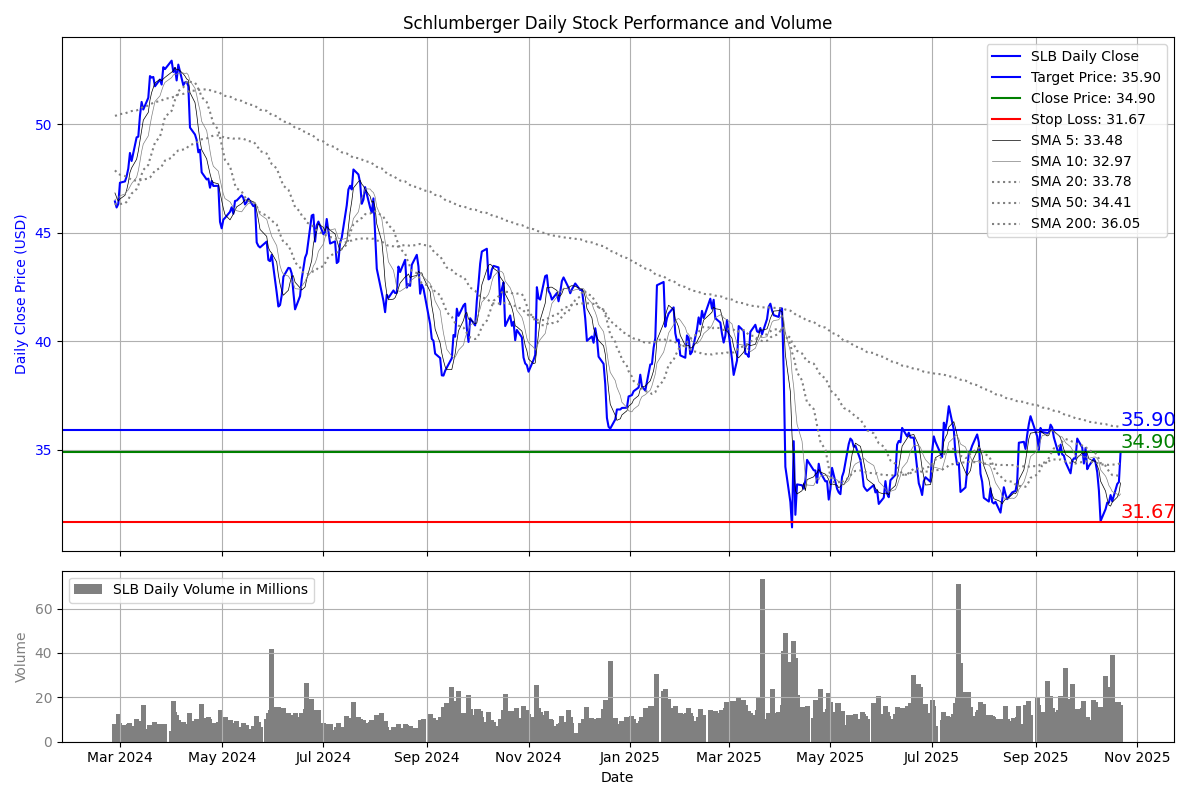 Schlumberger Daily Stock Performance and Volume
Daily Close Price (USD)
50
45
40
35
SLB Daily Close
Target Price: 35.90
Close Price: 34.90
Stop Loss: 31.67
SMA 5: 33.48
SMA 10: 32.97
SMA 20: 33.78
SMA 50: 34.41
SMA 200: 36.05
35.90
34.90
31.67
SLB Daily Volume in Millions
Volume
60
40
20
0
Mar 2024 May 2024 Jul 2024 Sep 2024 Nov 2024 Jan 2025 Mar 2025 May 2025 Jul 2025 Sep 2025 Nov 2025
Date